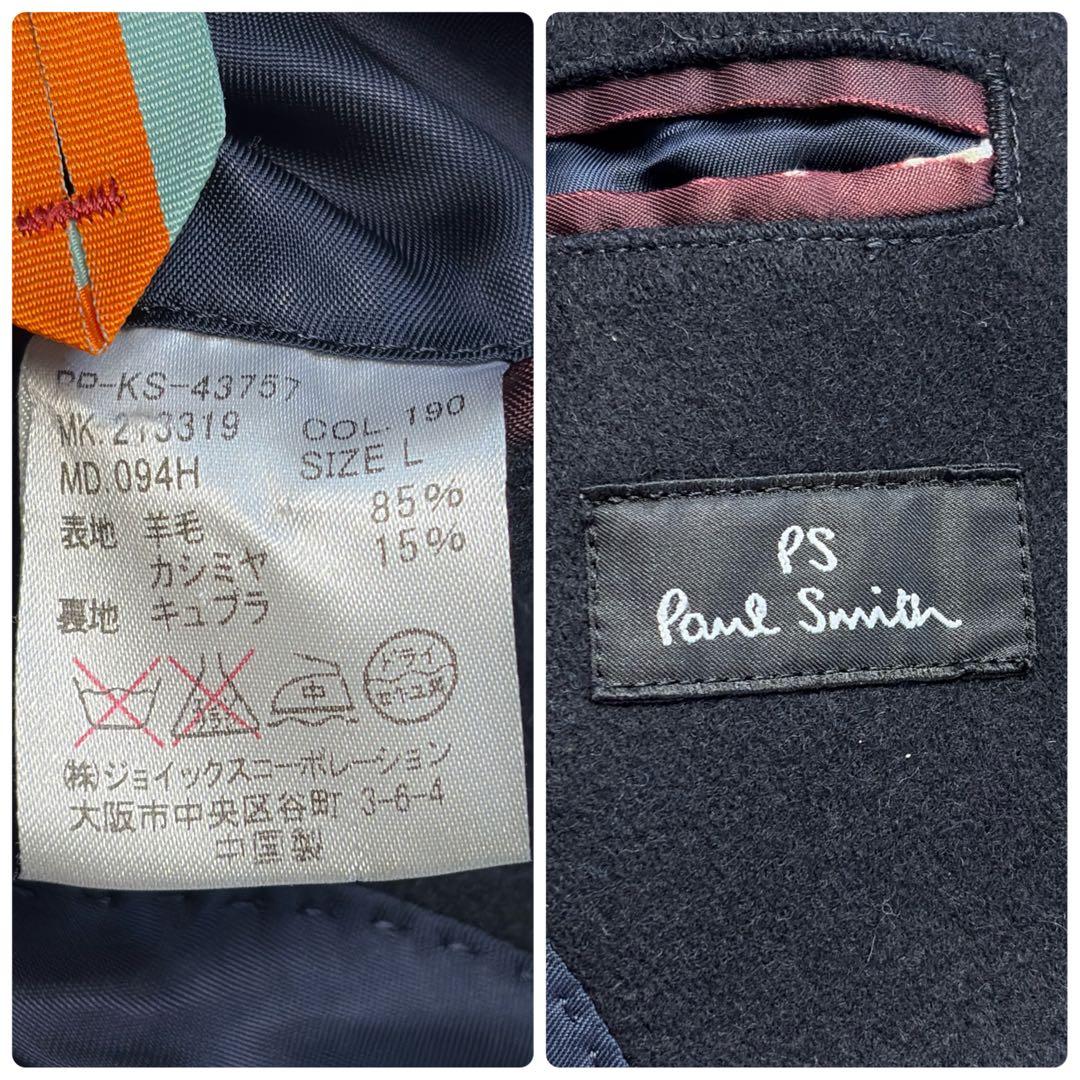 PP-KS-43757
MK.273319 COL.190
MD.094H SIZE L
表地 羊毛 85%
カシミヤ 15%
裏地 キュプラ
中
ドライ
(株)ジョイックスコーポレーション
大阪市中央区谷町 3-6-4
中国製
PS
Paul Smith